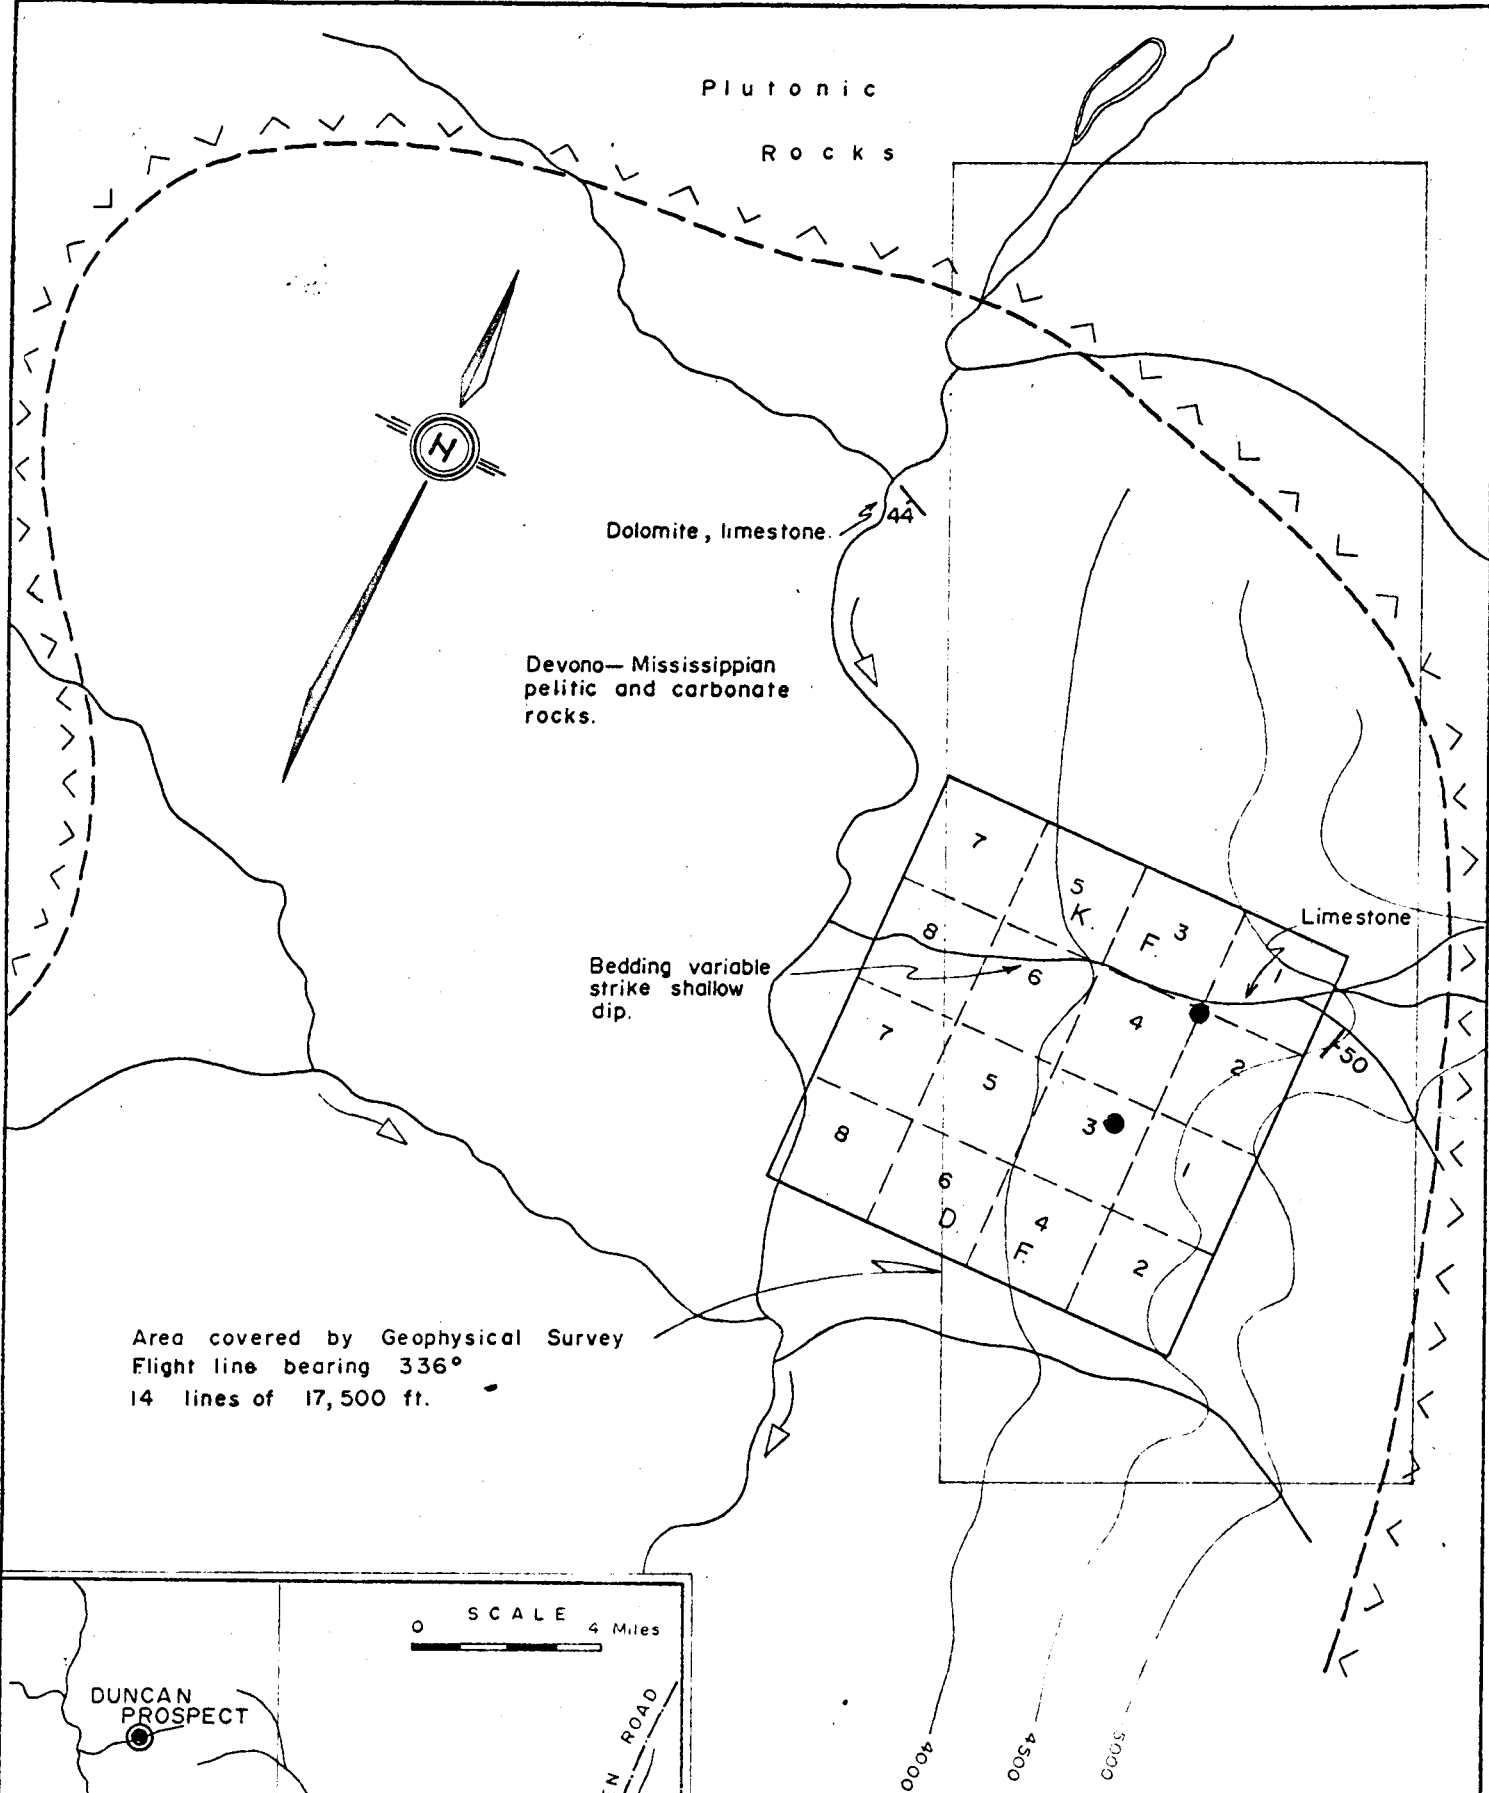 Plutonic
Rocks
N
Dolomite, limestone.
44
Devono—Mississippian
pelitic and carbonate
rocks.
7
5
K.
3
F.
Limestone
8
6
1
Bedding variable
strike shallow
dip.
4
2
50
7
5
3
1
8
6
D.
4
F.
2
Area covered by Geophysical Survey
Flight line bearing 336°
14 lines of 17,500 ft.
SCALE
0 4 Miles
DUNCAN
PROSPECT
ROAD
4000
4500
5000